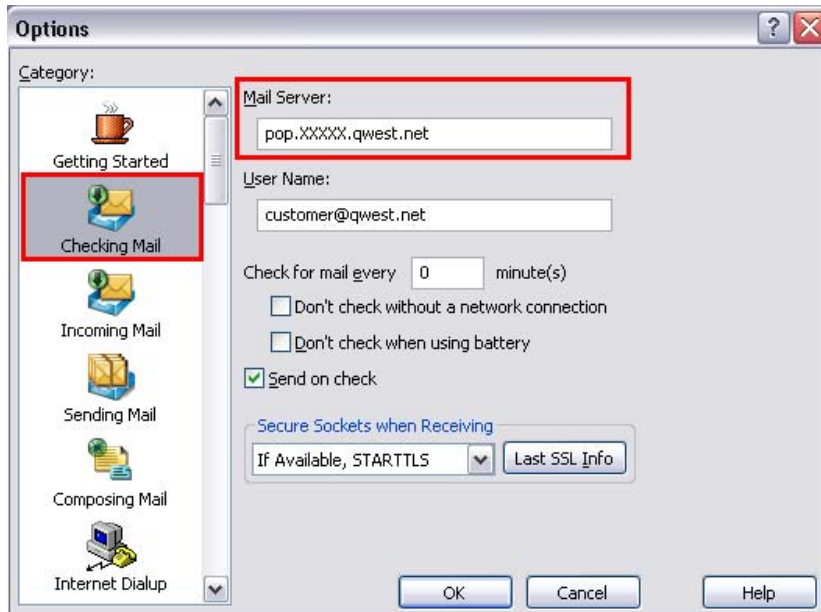 Options
Category:
Getting Started
Checking Mail
Incoming Mail
Sending Mail
Composing Mail
Internet Dialup
Mail Server:
pop.XXXXX.qwest.net
User Name:
customer@qwest.net
Check for mail every 0 minute(s)
Don't check without a network connection
Don't check when using battery
Send on check
Secure Sockets when Receiving
If Available, STARTTLS Last SSL Info
OK Cancel Help